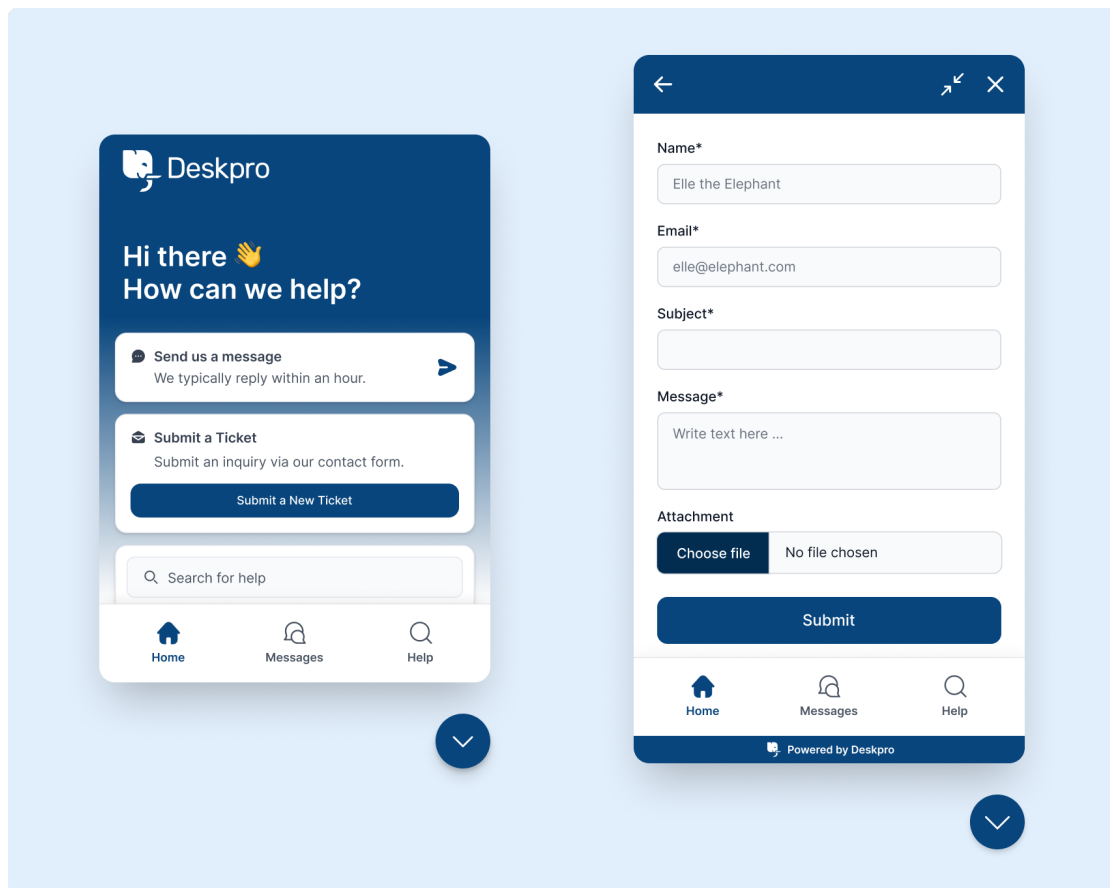 Deskpro
Hi there 👋
How can we help?
Send us a message
We typically reply within an hour.
Submit a Ticket
Submit an inquiry via our contact form.
Submit a New Ticket
Search for help
Home
Messages
Help
Name*
Elle the Elephant
Email*
elle@elephant.com
Subject*
Message*
Write text here ...
Attachment
Choose file
No file chosen
Submit
Home
Messages
Help
Powered by Deskpro